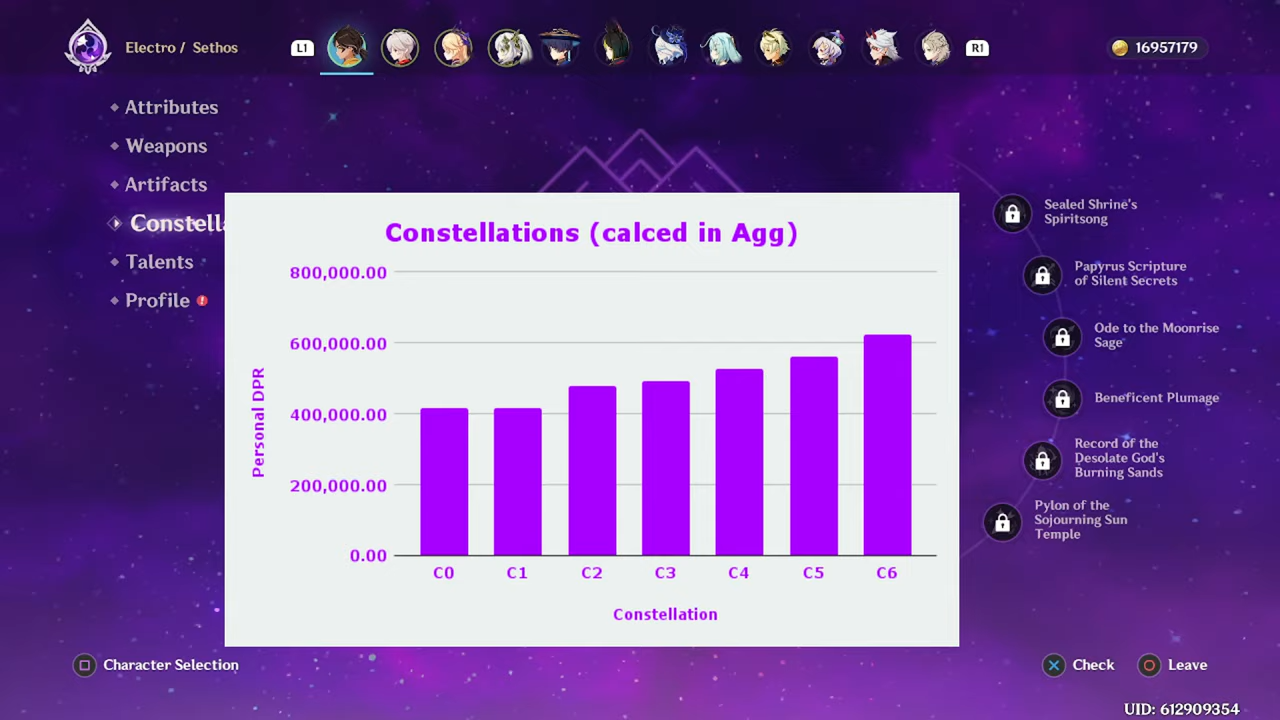 Electro / Sethos
L1
R1
16957179
Attributes
Weapons
Artifacts
Constella
Talents
Profile
Constellations (calced in Agg)
800,000.00
600,000.00
400,000.00
200,000.00
0.00
Personal DPR
C0 C1 C2 C3 C4 C5 C6
Constellation
Sealed Shrine's
Spiritsong
Papyrus Scripture
of Silent Secrets
Ode to the Moonrise
Sage
Beneficent Plumage
Record of the
Desolate God's
Burning Sands
Pylon of the
Sojourning Sun
Temple
Character Selection
Check
Leave
UID: 612909354